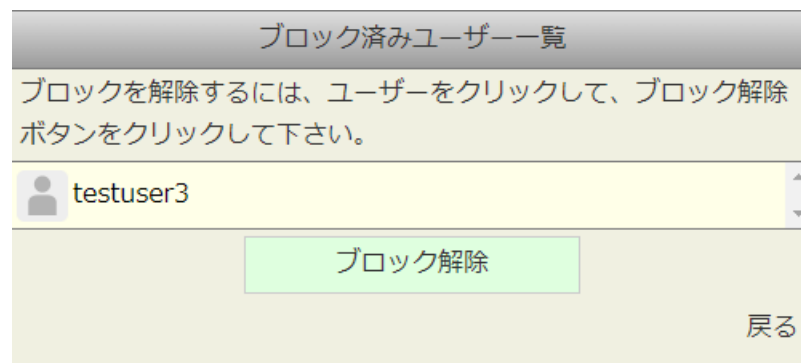 ブロック済みユーザー一覧
ブロックを解除するには、ユーザーをクリックして、ブロック解除
ボタンをクリックして下さい。
testuser3
ブロック解除
戻る